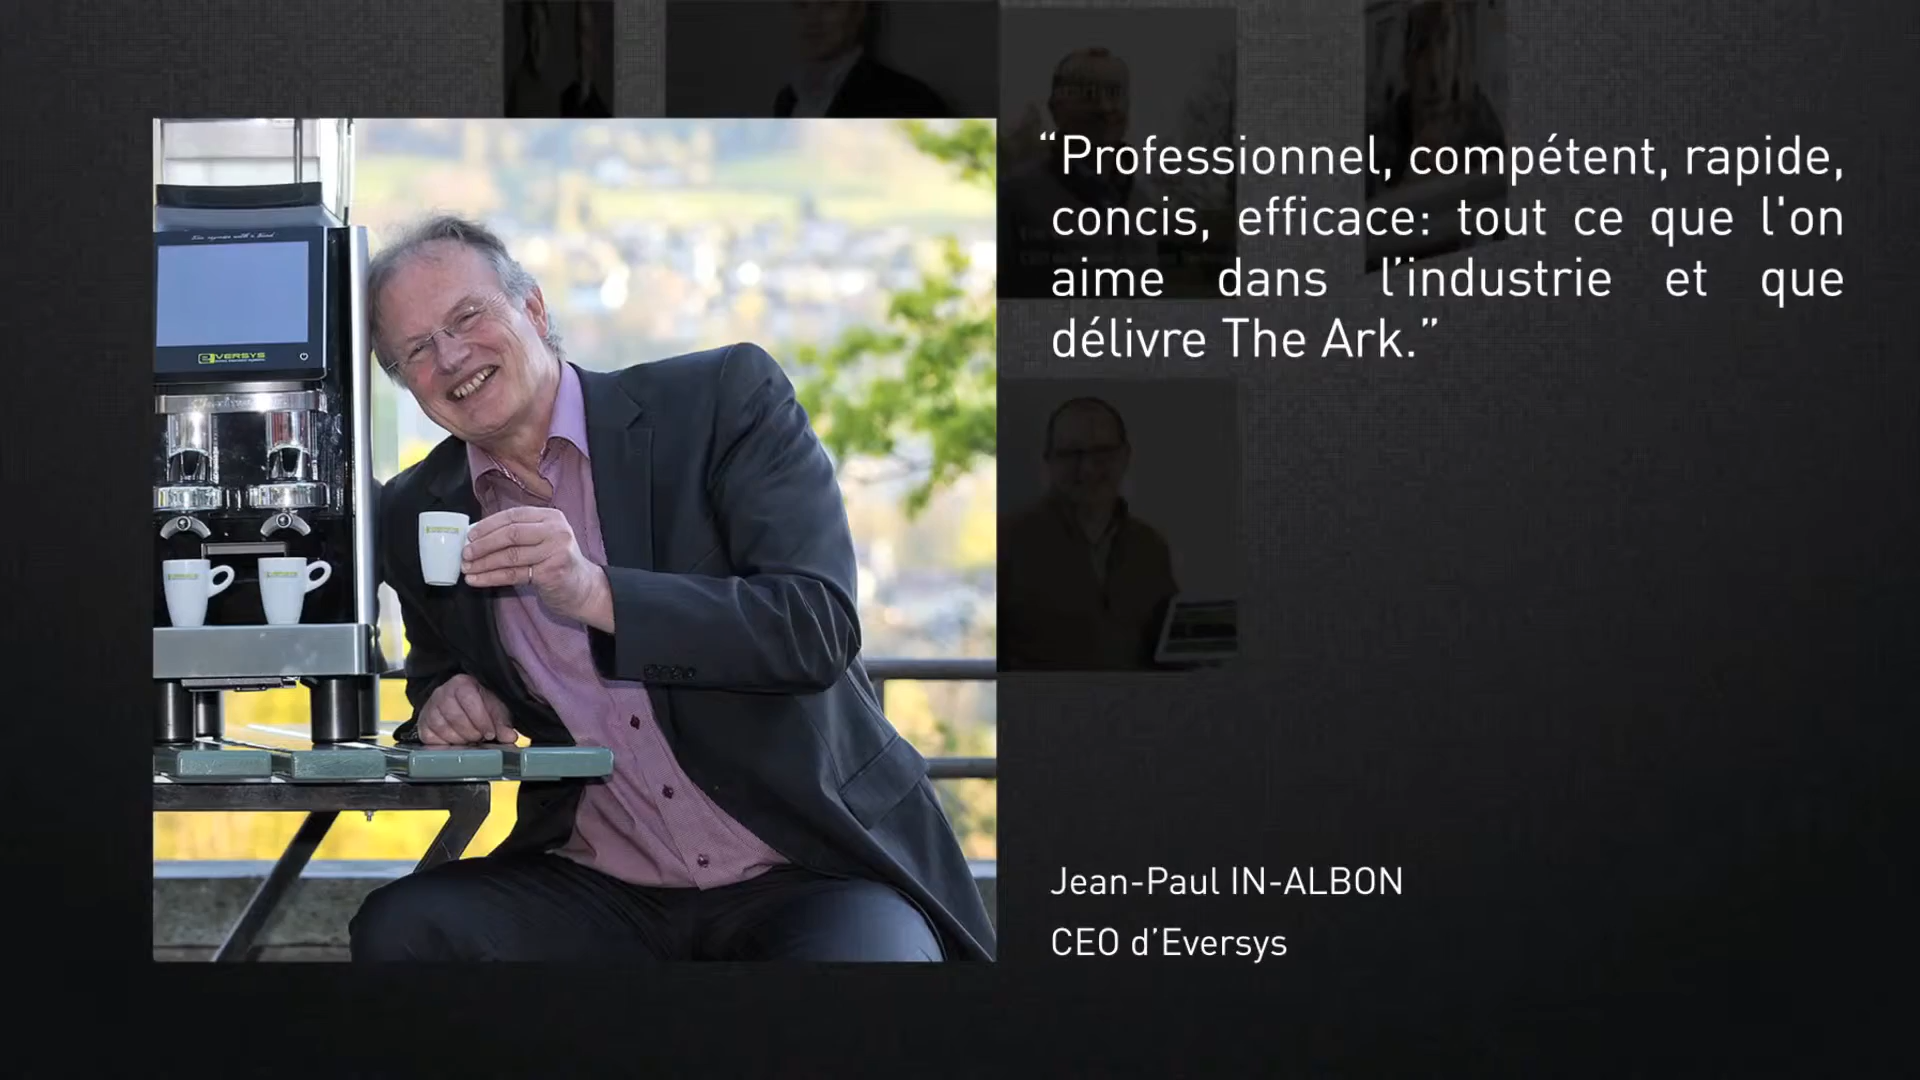 “Professionnel, compétent, rapide,
concis, efficace: tout ce que l'on
aime dans l’industrie et que
délivre The Ark.”
EVERSYS
Jean-Paul IN-ALBON
CEO d’Eversys